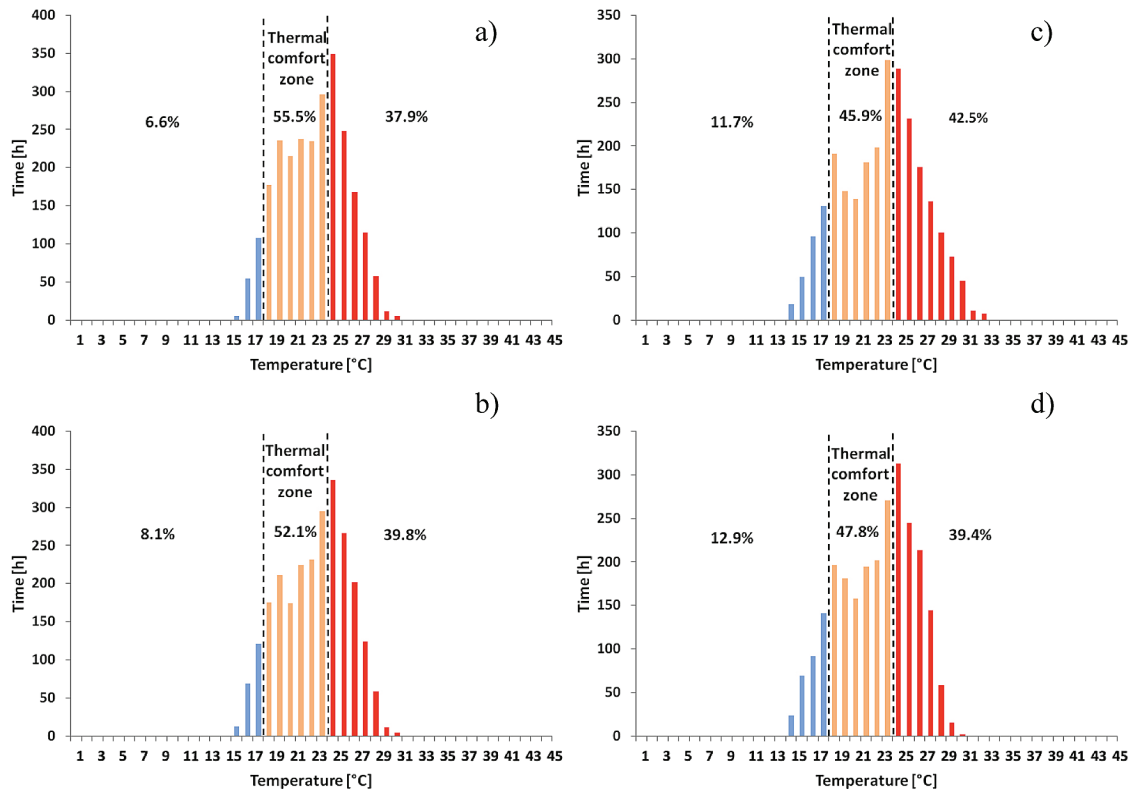 a)
400
350
300
250
200
150
100
50
0
Time [h]
Thermal
comfort
zone
6.6%
55.5%
37.9%
1 3 5 7 9 11 13 15 17 19 21 23 25 27 29 31 33 35 37 39 41 43 45
Temperature [°C]
c)
350
300
250
200
150
100
50
0
Time [h]
Thermal
comfort
zone
11.7%
45.9%
42.5%
1 3 5 7 9 11 13 15 17 19 21 23 25 27 29 31 33 35 37 39 41 43 45
Temperature [°C]
b)
400
350
300
250
200
150
100
50
0
Time [h]
Thermal
comfort
zone
8.1%
52.1%
39.8%
1 3 5 7 9 11 13 15 17 19 21 23 25 27 29 31 33 35 37 39 41 43 45
Temperature [°C]
d)
350
300
250
200
150
100
50
0
Time [h]
Thermal
comfort
zone
12.9%
47.8%
39.4%
1 3 5 7 9 11 13 15 17 19 21 23 25 27 29 31 33 35 37 39 41 43 45
Temperature [°C]